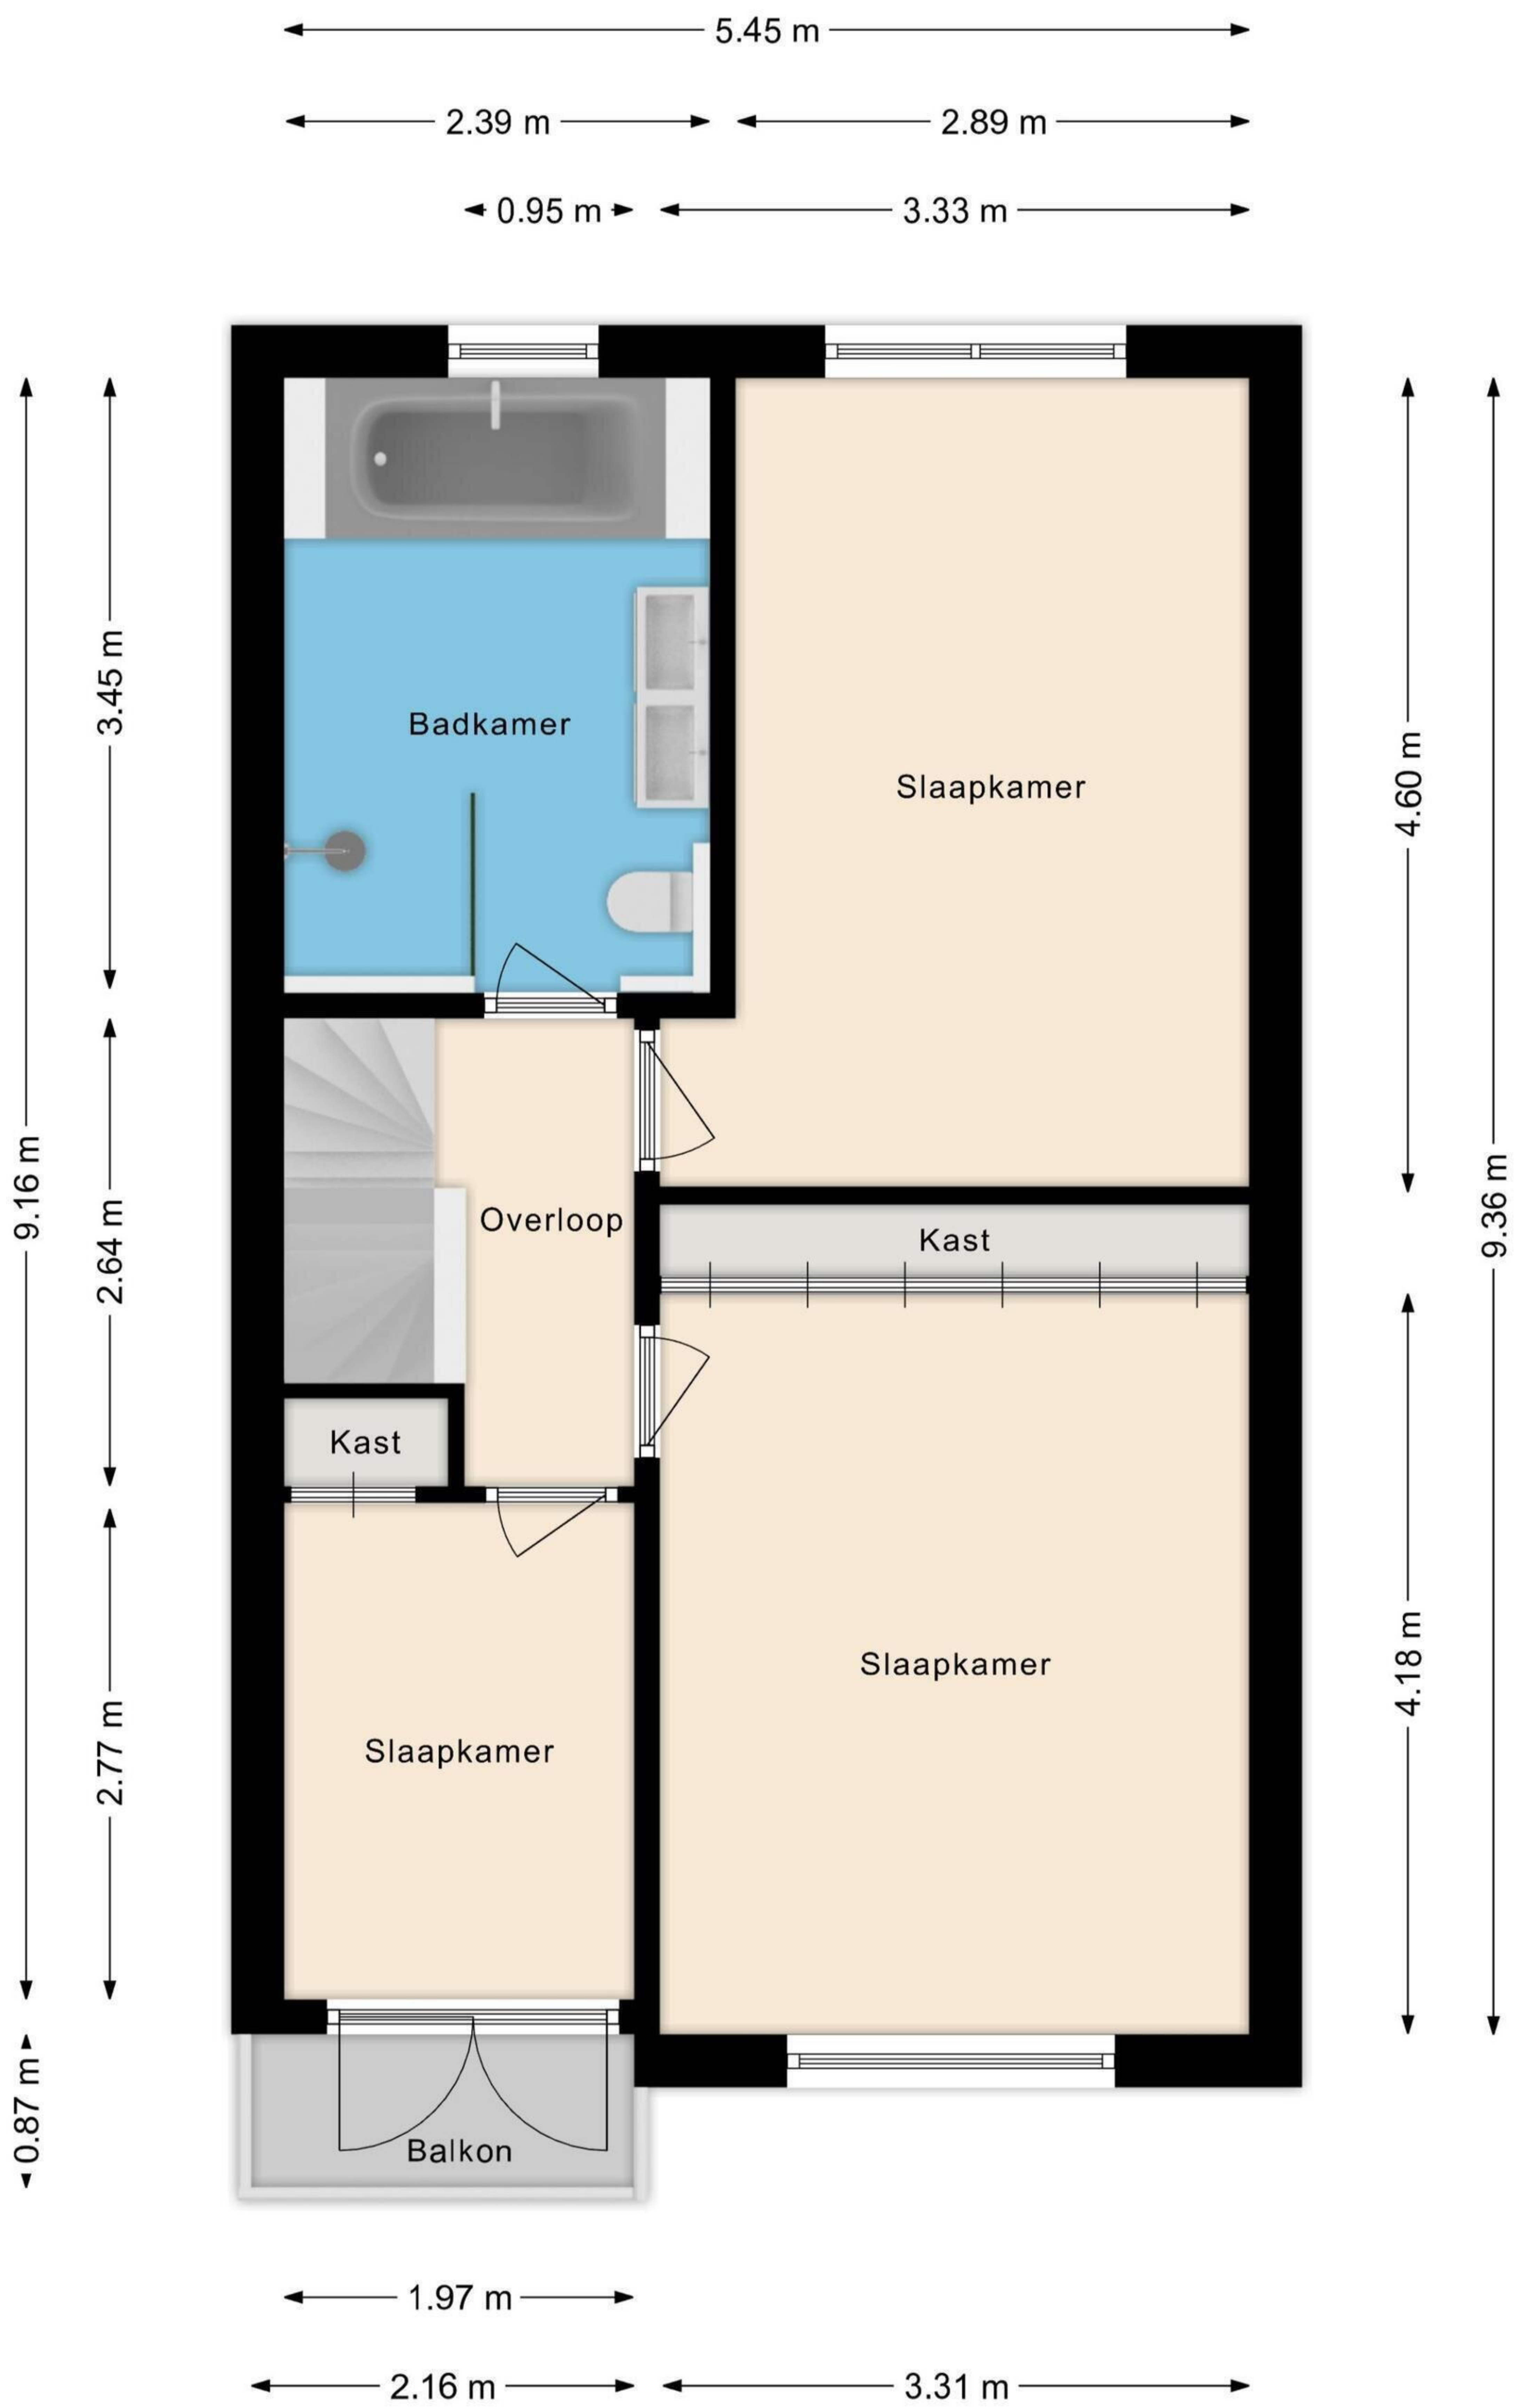 5.45 m
2.39 m
2.89 m
0.95 m
3.33 m
3.45 m
Badkamer
Slaapkamer
4.60 m
9.16 m
2.64 m
Overloop
Kast
9.36 m
Kast
Slaapkamer
4.18 m
2.77 m
Slaapkamer
0.87 m
Balkon
1.97 m
2.16 m
3.31 m